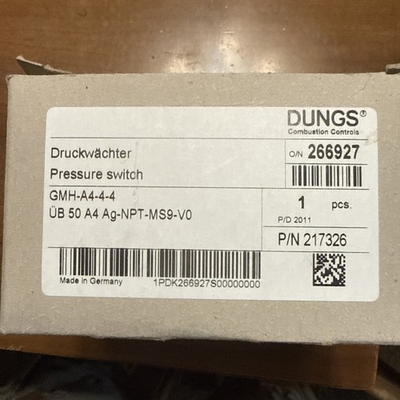 DUNGS®
Combustion Controls
Druckwächter
O/N 266927
Pressure switch
GMH-A4-4-4
1 pcs.
ÜB 50 A4 Ag-NPT-MS9-V0
P/D 2011
P/N 217326
Made in Germany
1PDK266927S00000000